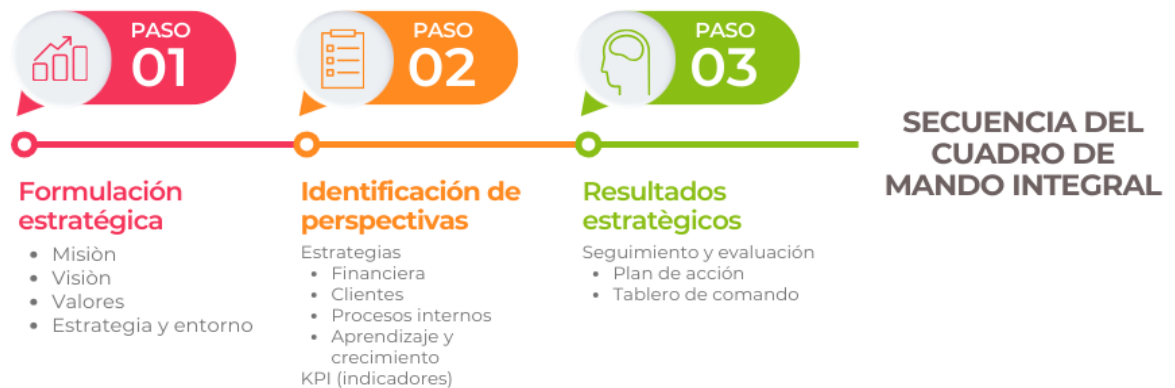 PASO
01
PASO
02
PASO
03
SECUENCIA DEL
CUADRO DE
MANDO INTEGRAL
Formulación
estratégica
• Misiòn
• Visiòn
• Valores
• Estrategia y entorno
Identificación de
perspectivas
Estrategias
• Financiera
• Clientes
• Procesos internos
• Aprendizaje y
crecimiento
KPI (indicadores)
Resultados
estratègicos
Seguimiento y evaluación
• Plan de acción
• Tablero de comando